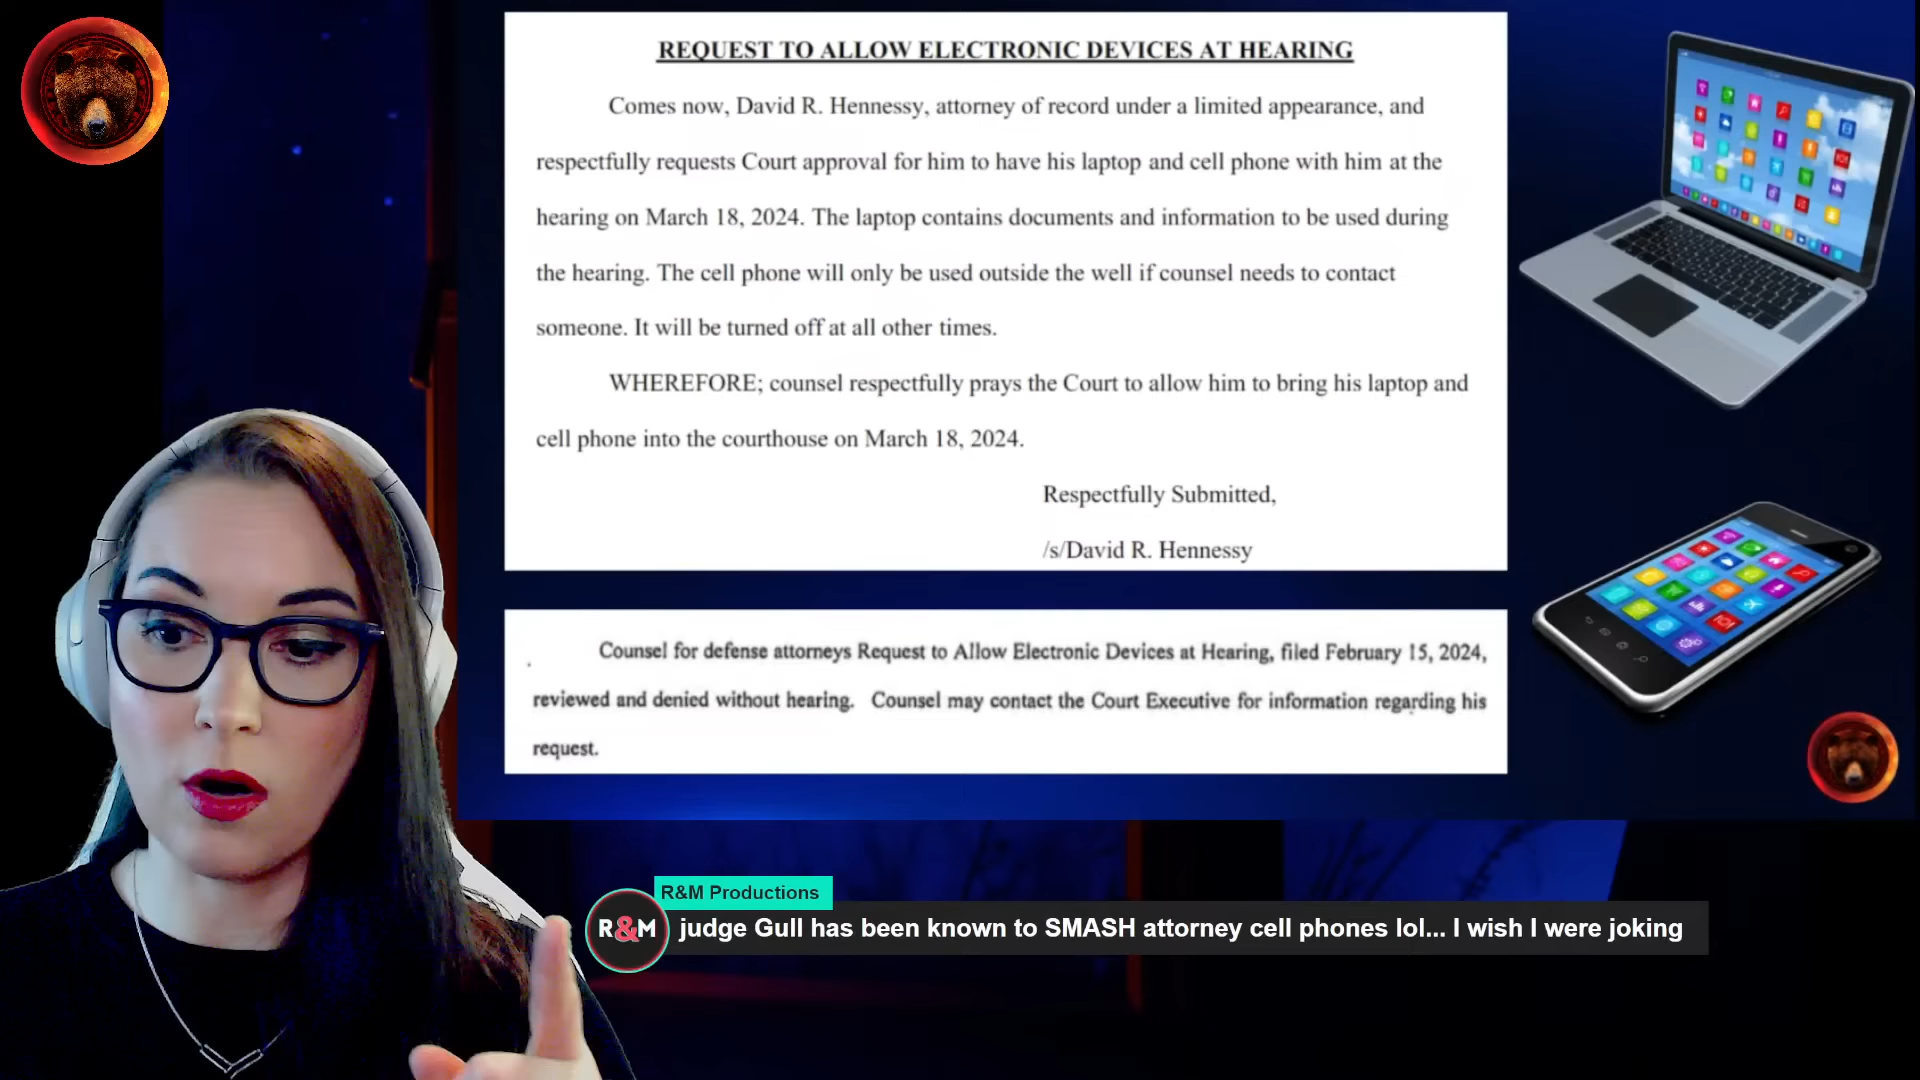 REQUEST TO ALLOW ELECTRONIC DEVICES AT HEARING
Comes now, David R. Hennessy, attorney of record under a limited appearance, and
respectfully requests Court approval for him to have his laptop and cell phone with him at the
hearing on March 18, 2024. The laptop contains documents and information to be used during
the hearing. The cell phone will only be used outside the well if counsel needs to contact
someone. It will be turned off at all other times.
WHEREFORE; counsel respectfully prays the Court to allow him to bring his laptop and
cell phone into the courthouse on March 18, 2024.
Respectfully Submitted,
/s/David R. Hennessy
Counsel for defense attorneys Request to Allow Electronic Devices at Hearing, filed February 15, 2024,
reviewed and denied without hearing. Counsel may contact the Court Executive for information regarding his
request.
R&M Productions
R&M
judge Gull has been known to SMASH attorney cell phones lol... I wish I were joking